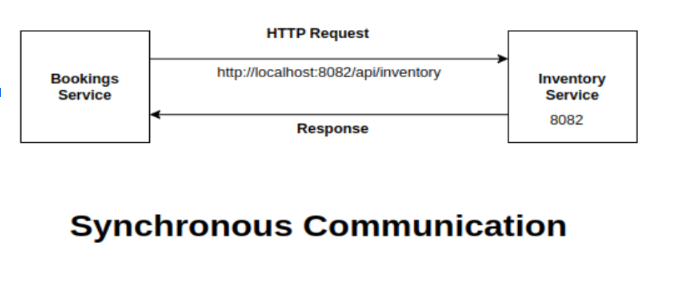 HTTP Request
http://localhost:8082/api/inventory
Bookings
Service
Inventory
Service
8082
Response
Synchronous Communication